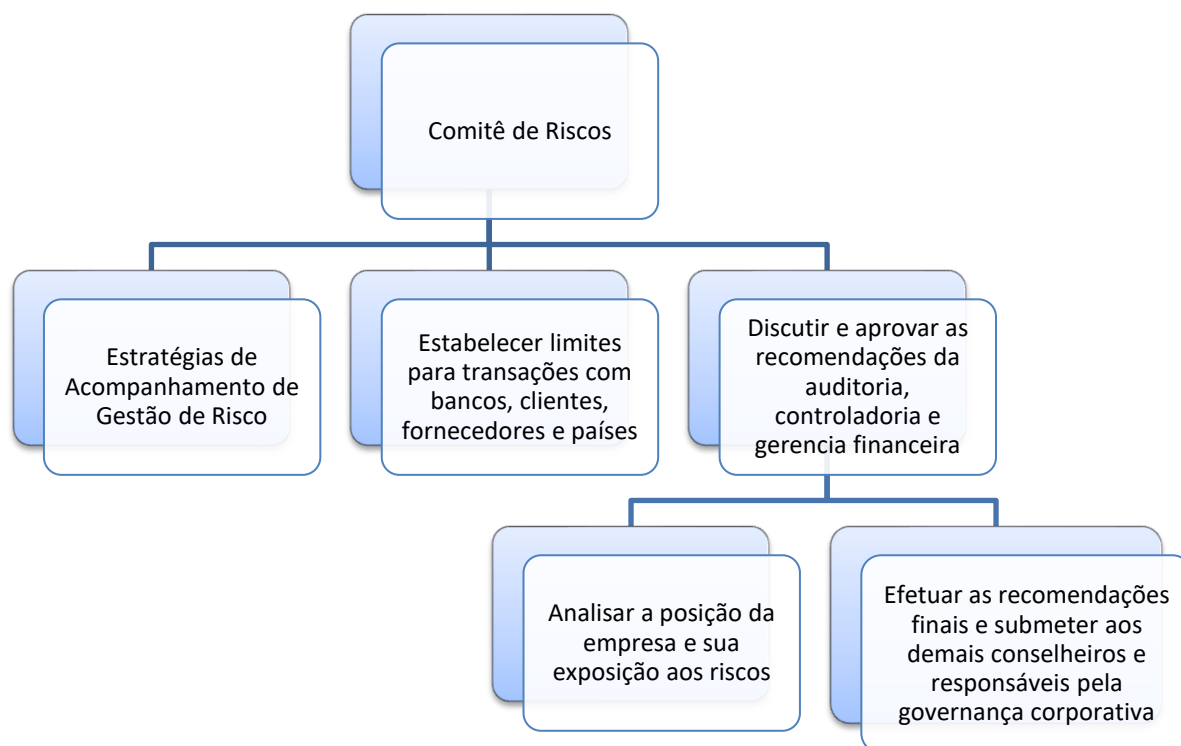 Comitê de Riscos
Estratégias de
Acompanhamento de
Gestão de Risco
Estabelecer limites
para transações com
bancos, clientes,
fornecedores e países
Discutir e aprovar as
recomendações da
auditoria,
controladoria e
gerencia financeira
Analisar a posição da
empresa e sua
exposição aos riscos
Efetuar as recomendações
finais e submeter aos
demais conselheiros e
responsáveis pela
governança corporativa